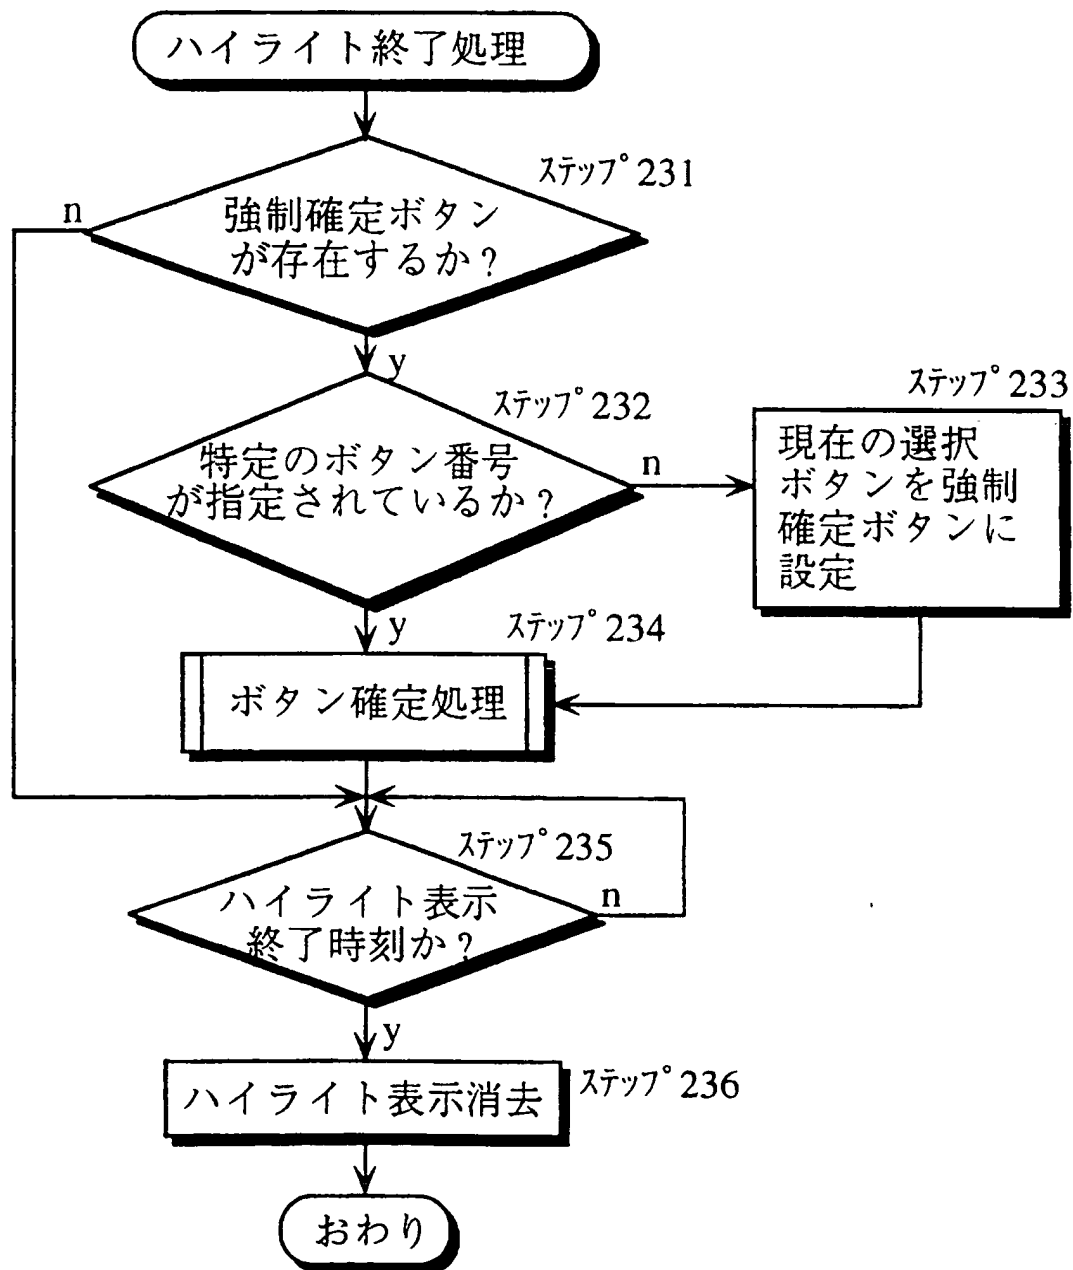 ハイライト終了処理
ステップ231
n
強制確定ボタン
が存在するか?
y
ステップ232
特定のボタン番号
が指定されているか?
n
ステップ233
現在の選択
ボタンを強制
確定ボタンに
設定
y
ステップ234
ボタン確定処理
ステップ235
ハイライト表示
終了時刻か?
n
y
ハイライト表示消去
ステップ236
おわり